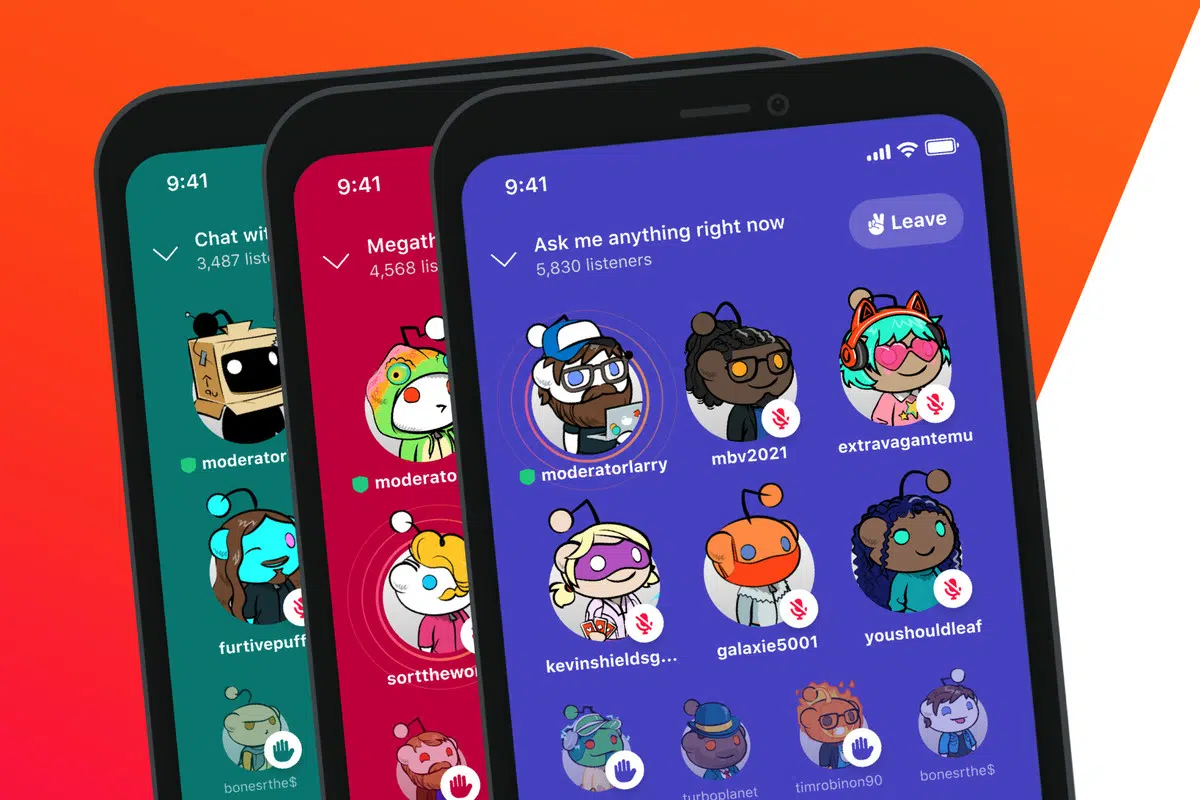 9:41
Chat wit
3,487 liste
moderator
furtivepuff
bonesrthe$
9:41
Megath
4,568 lis
moderato
sortthewor
9:41
Ask me anything right now
5,830 listeners
Leave
moderatorlarry
mbv2021
extravagantemu
kevinshieldsg...
galaxie5001
youshouldleaf
turboplanet
timrobinon90
bonesrthe$